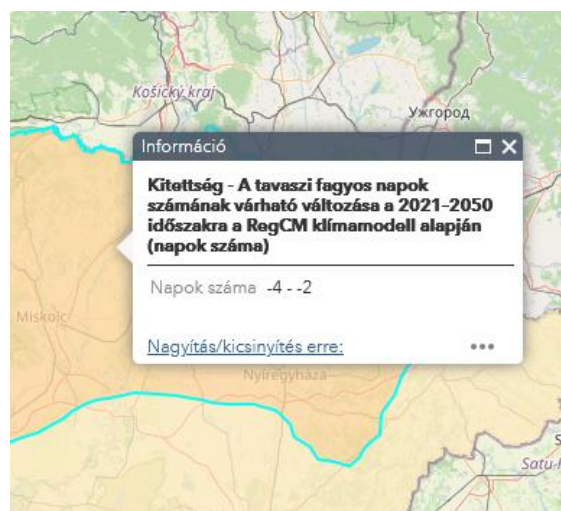 Košický kraj
Ужгород
Információ
Kitettség - A tavaszi fagyos napok
számának várható változása a 2021–2050
időszakra a RegCM klímamodell alapján
(napok száma)
Napok száma -4 - -2
Miskolc
Nagyítás/kicsinyítés erre:
Nyíregyháza
Satu-